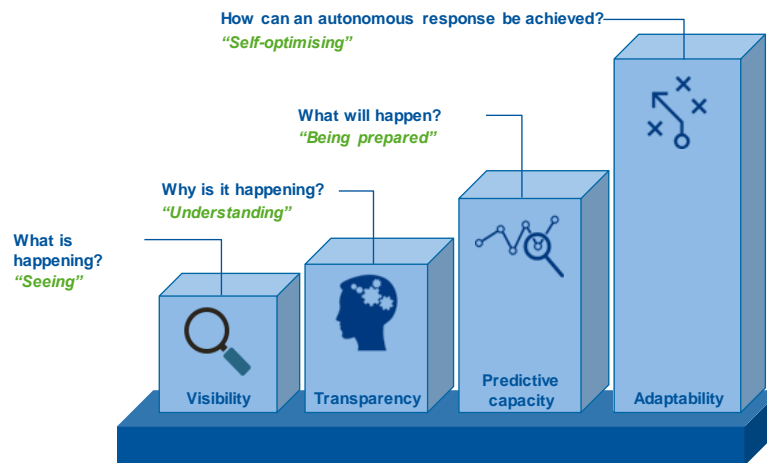 How can an autonomous response be achieved?
“Self-optimising”
What will happen?
“Being prepared”
Why is it happening?
“Understanding”
What is
happening?
“Seeing”
Visibility
Transparency
Predictive
capacity
Adaptability